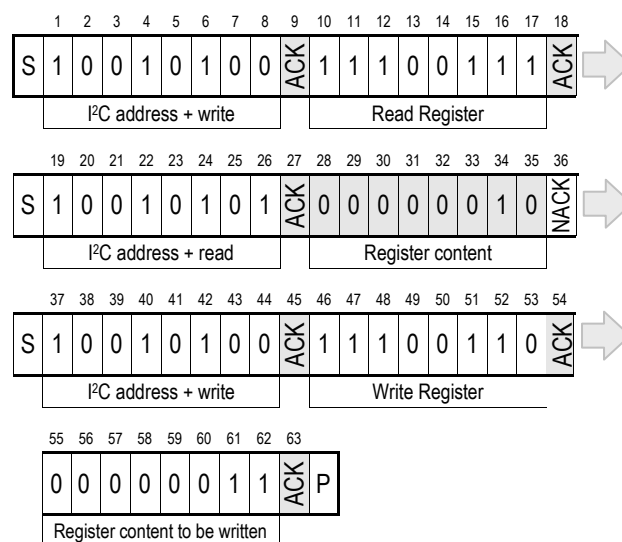 1 2 3 4 5 6 7 8 9 10 11 12 13 14 15 16 17 18
S 1 0 0 1 0 1 0 0 ACK 1 1 1 0 0 1 1 1 ACK
I²C address + write Read Register
19 20 21 22 23 24 25 26 27 28 29 30 31 32 33 34 35 36
S 1 0 0 1 0 1 0 1 ACK 0 0 0 0 0 0 1 0 NACK
I²C address + read Register content
37 38 39 40 41 42 43 44 45 46 47 48 49 50 51 52 53 54
S 1 0 0 1 0 1 0 0 ACK 1 1 1 0 0 1 1 0 ACK
I²C address + write Write Register
55 56 57 58 59 60 61 62 63
0 0 0 0 0 0 1 1 ACK P
Register content to be written